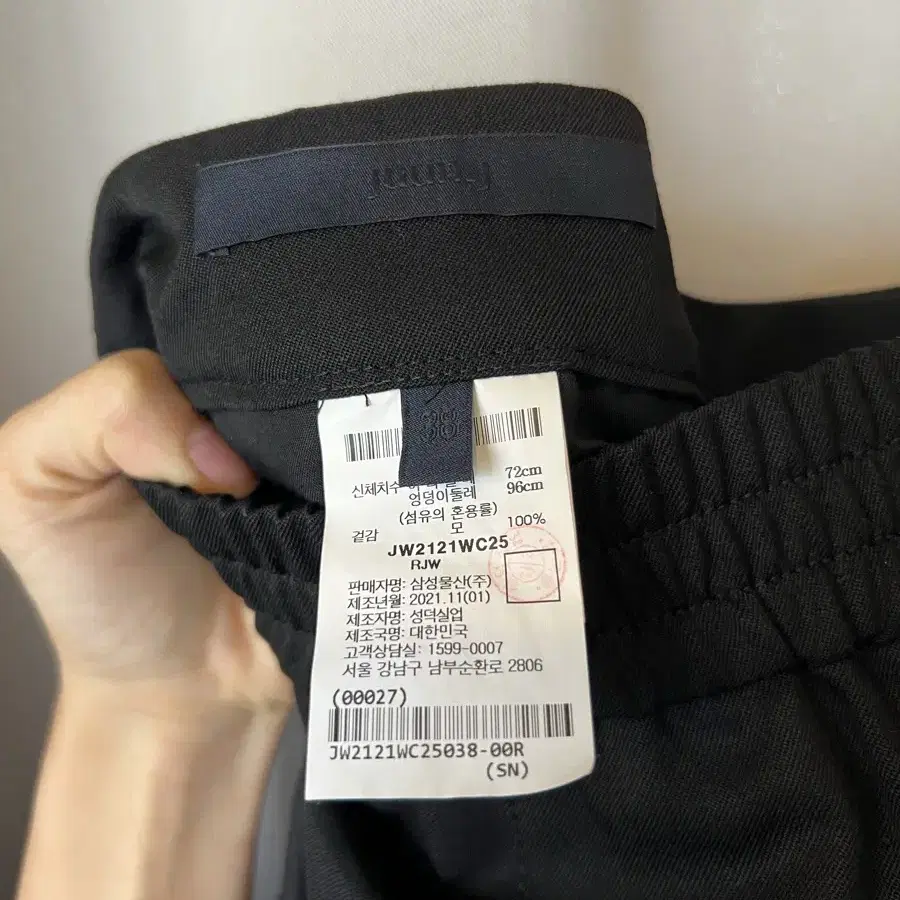 juun.j
38
72cm
신체치수
엉덩이둘레 96cm
(섬유의 혼용률)
겉감 모 100%
JW2121WC25
RJW
판매자명: 삼성물산(주)
제조년월: 2021.11(01)
제조자명: 성덕실업
제조국명: 대한민국
고객상담실: 1599-0007
서울 강남구 남부순환로 2806
(00027)
JW2121WC25038-00R
(SN)